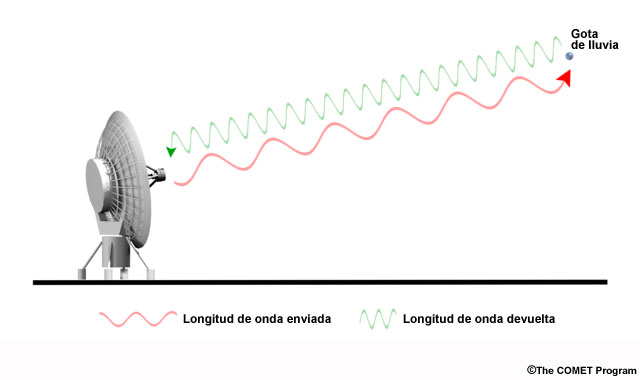 Gota
de lluvia
Longitud de onda enviada
Longitud de onda devuelta
©The COMET Program